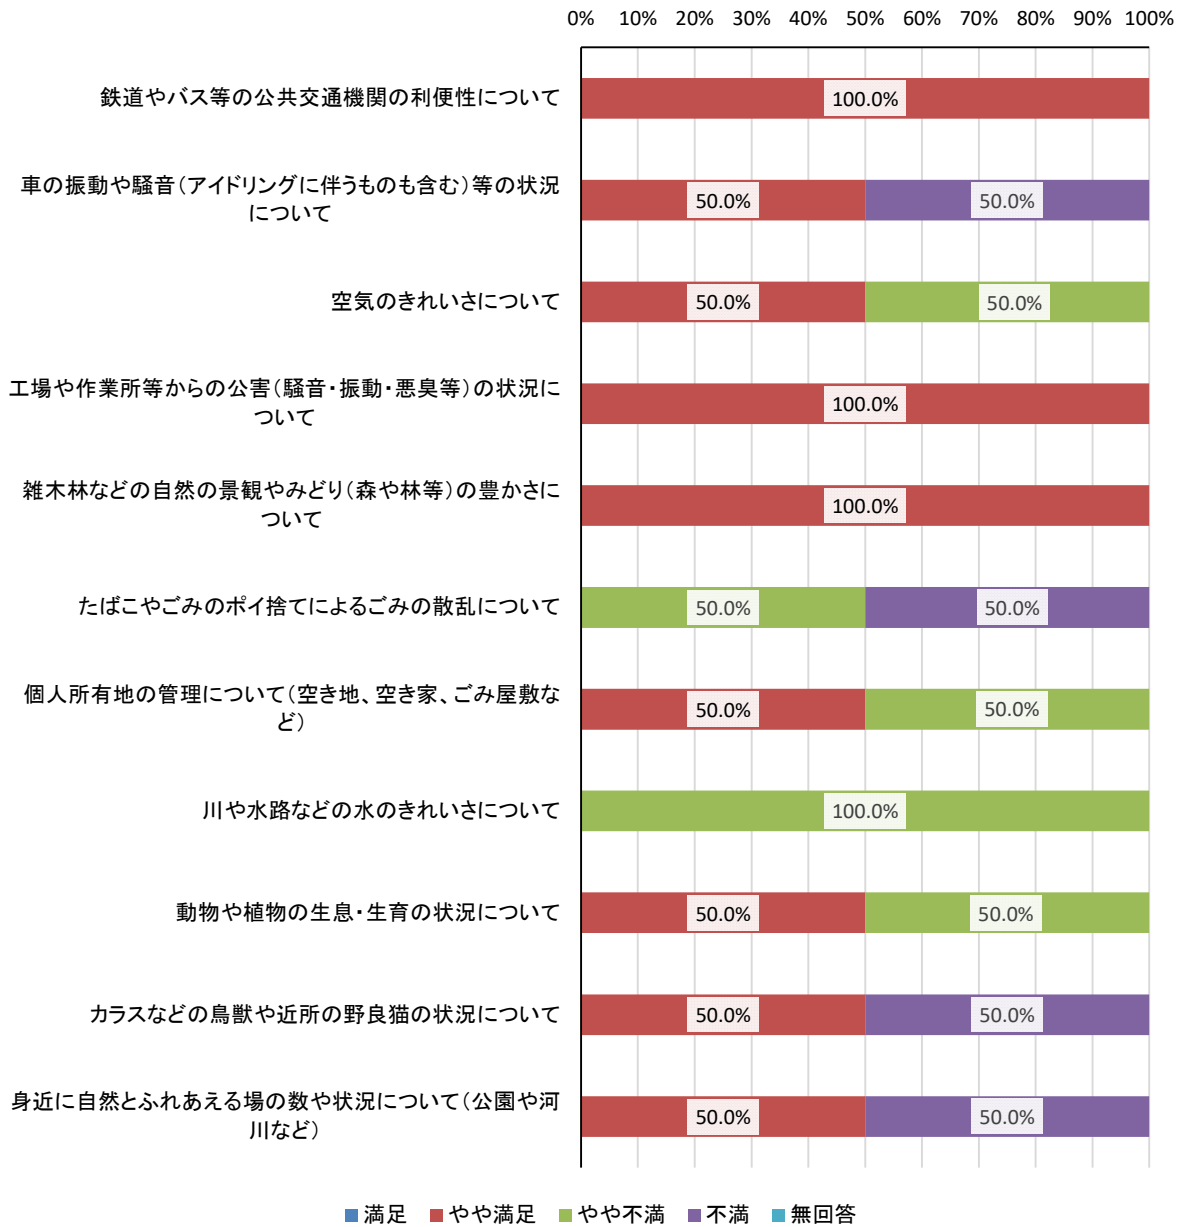 0% 10% 20% 30% 40% 50% 60% 70% 80% 90% 100%
鉄道やバス等の公共交通機関の利便性について
100.0%
車の振動や騒音（アイドリングに伴うものも含む）等の状況
について
50.0% 50.0%
空気のきれいさについて
50.0% 50.0%
工場や作業所等からの公害（騒音・振動・悪臭等）の状況に
ついて
100.0%
雑木林などの自然の景観やみどり（森や林等）の豊かさに
ついて
100.0%
たばこやごみのポイ捨てによるごみの散乱について
50.0% 50.0%
個人所有地の管理について（空き地、空き家、ごみ屋敷な
ど）
50.0% 50.0%
川や水路などの水のきれいさについて
100.0%
動物や植物の生息・生育の状況について
50.0% 50.0%
カラスなどの鳥獣や近所の野良猫の状況について
50.0% 50.0%
身近に自然とふれあえる場の数や状況について（公園や河
川など）
50.0% 50.0%
満足 やや満足 やや不満 不満 無回答